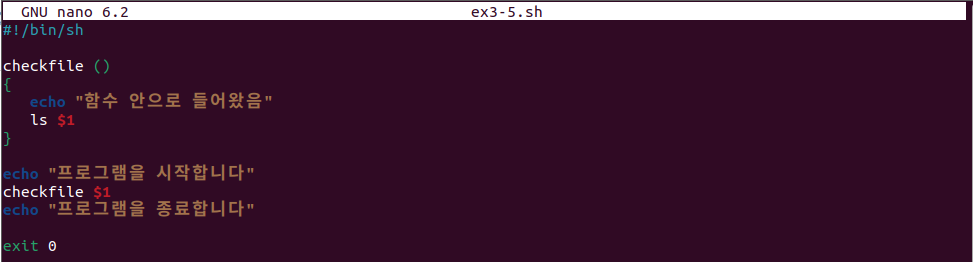 GNU nano 6.2 ex3-5.sh
#!/bin/sh
checkfile ()
{
echo "함수 안으로 들어왔음"
ls $1
}
echo "프로그램을 시작합니다"
checkfile $1
echo "프로그램을 종료합니다"
exit 0